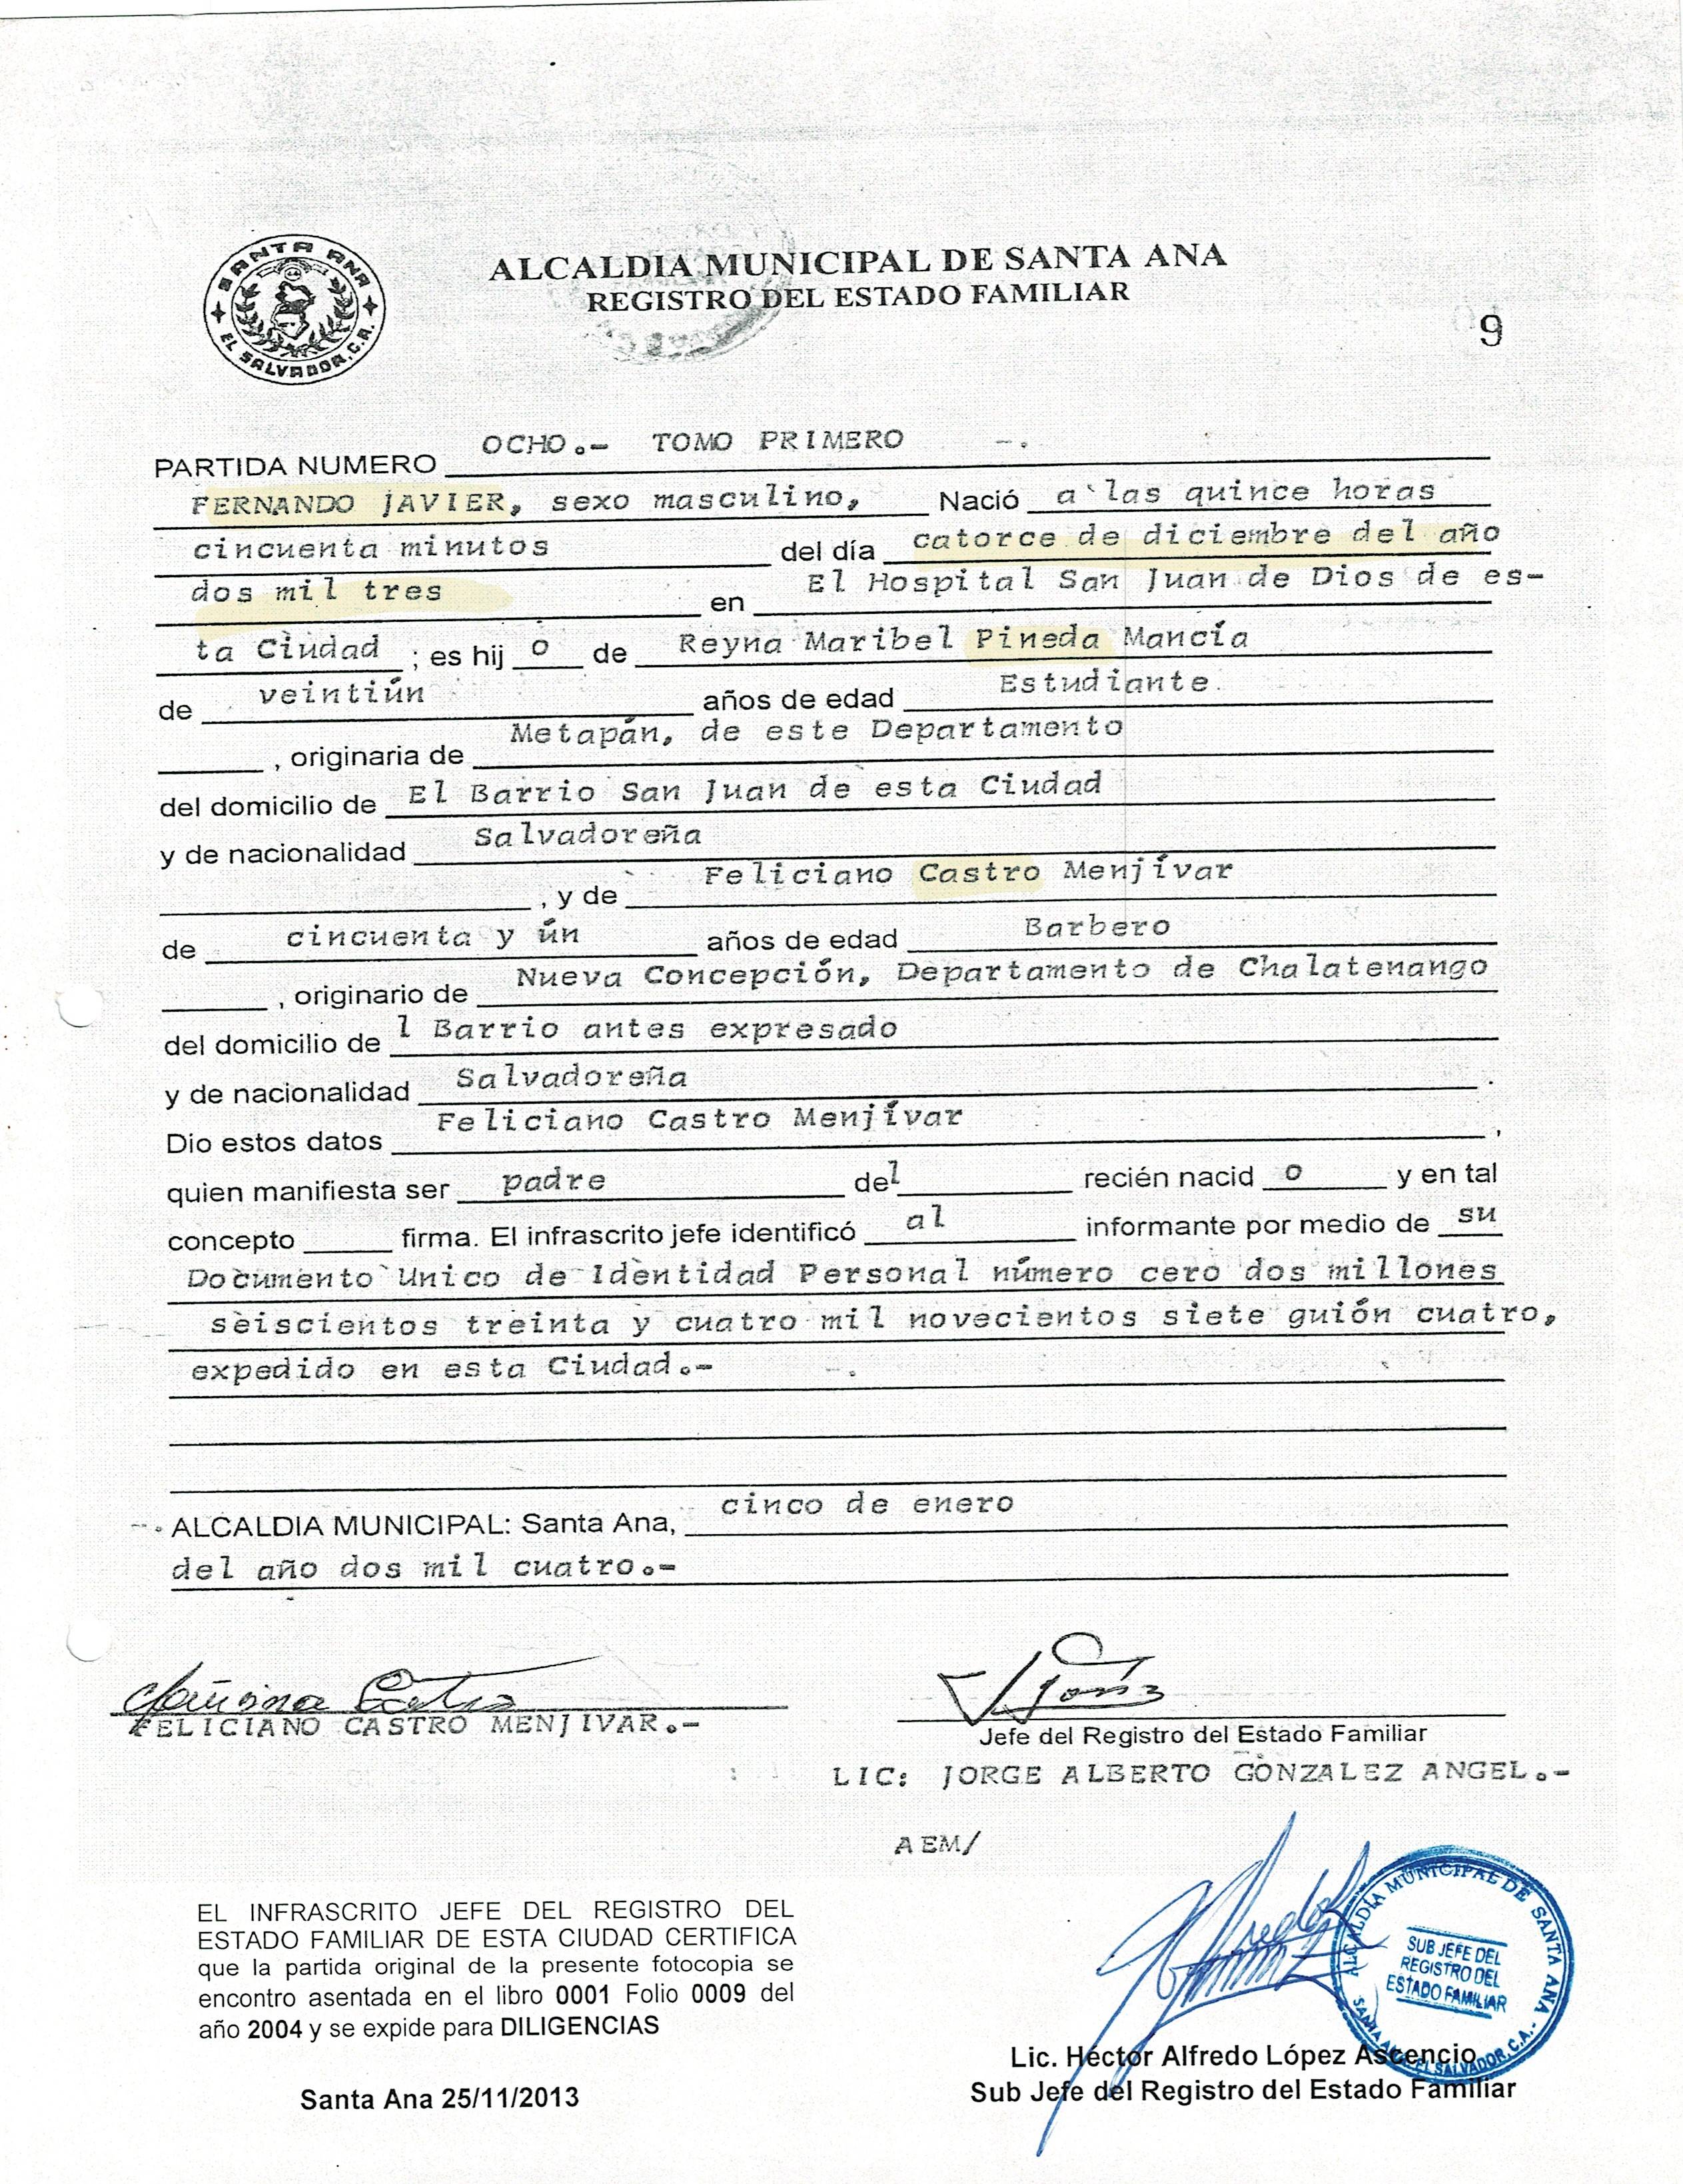 SANTA ANA
EL SALVADOR, C.A.
ALCALDIA MUNICIPAL DE SANTA ANA
REGISTRO DEL ESTADO FAMILIAR
9
PARTIDA NUMERO OCHO.- TOMO PRIMERO -.
FERNANDO JAVIER, sexo masculino, Nació a las quince horas
cincuenta minutos del día catorce de diciembre del año
dos mil tres en El Hospital San Juan de Dios de es-
ta Ciudad ; es hij o de Reyna Maribel Pineda Mancía
de veintiún años de edad Estudiante
, originaria de Metapán, de este Departamento
del domicilio de El Barrio San Juan de esta Ciudad
y de nacionalidad Salvadoreña
, y de Feliciano Castro Menjívar
de cincuenta y ún años de edad Barbero
, originario de Nueva Concepción, Departamento de Chalatenango
del domicilio de l Barrio antes expresado
y de nacionalidad Salvadoreña .
Dio estos datos Feliciano Castro Menjívar ,
quien manifiesta ser padre del recién nacid o y en tal
concepto firma. El infrascrito jefe identificó al informante por medio de su
Documento Unico de Identidad Personal número cero dos millones
seiscientos treinta y cuatro mil novecientos siete guión cuatro,
expedido en esta Ciudad.- -.
ALCALDIA MUNICIPAL: Santa Ana, cinco de enero
del año dos mil cuatro.-
FELICIANO CASTRO MENJIVAR.-
Jefe del Registro del Estado Familiar
LIC: JORGE ALBERTO GONZALEZ ANGEL.-
AEM/
EL INFRASCRITO JEFE DEL REGISTRO DEL
ESTADO FAMILIAR DE ESTA CIUDAD CERTIFICA
que la partida original de la presente fotocopia se
encontro asentada en el libro 0001 Folio 0009 del
año 2004 y se expide para DILIGENCIAS
Santa Ana 25/11/2013
ALCALDÍA MUNICIPAL DE SANTA ANA
SUB JEFE DEL
REGISTRO DEL
ESTADO FAMILIAR
SANTA ANA, EL SALVADOR, C.A.-
Lic. Héctor Alfredo López Ascencio
Sub Jefe del Registro del Estado Familiar